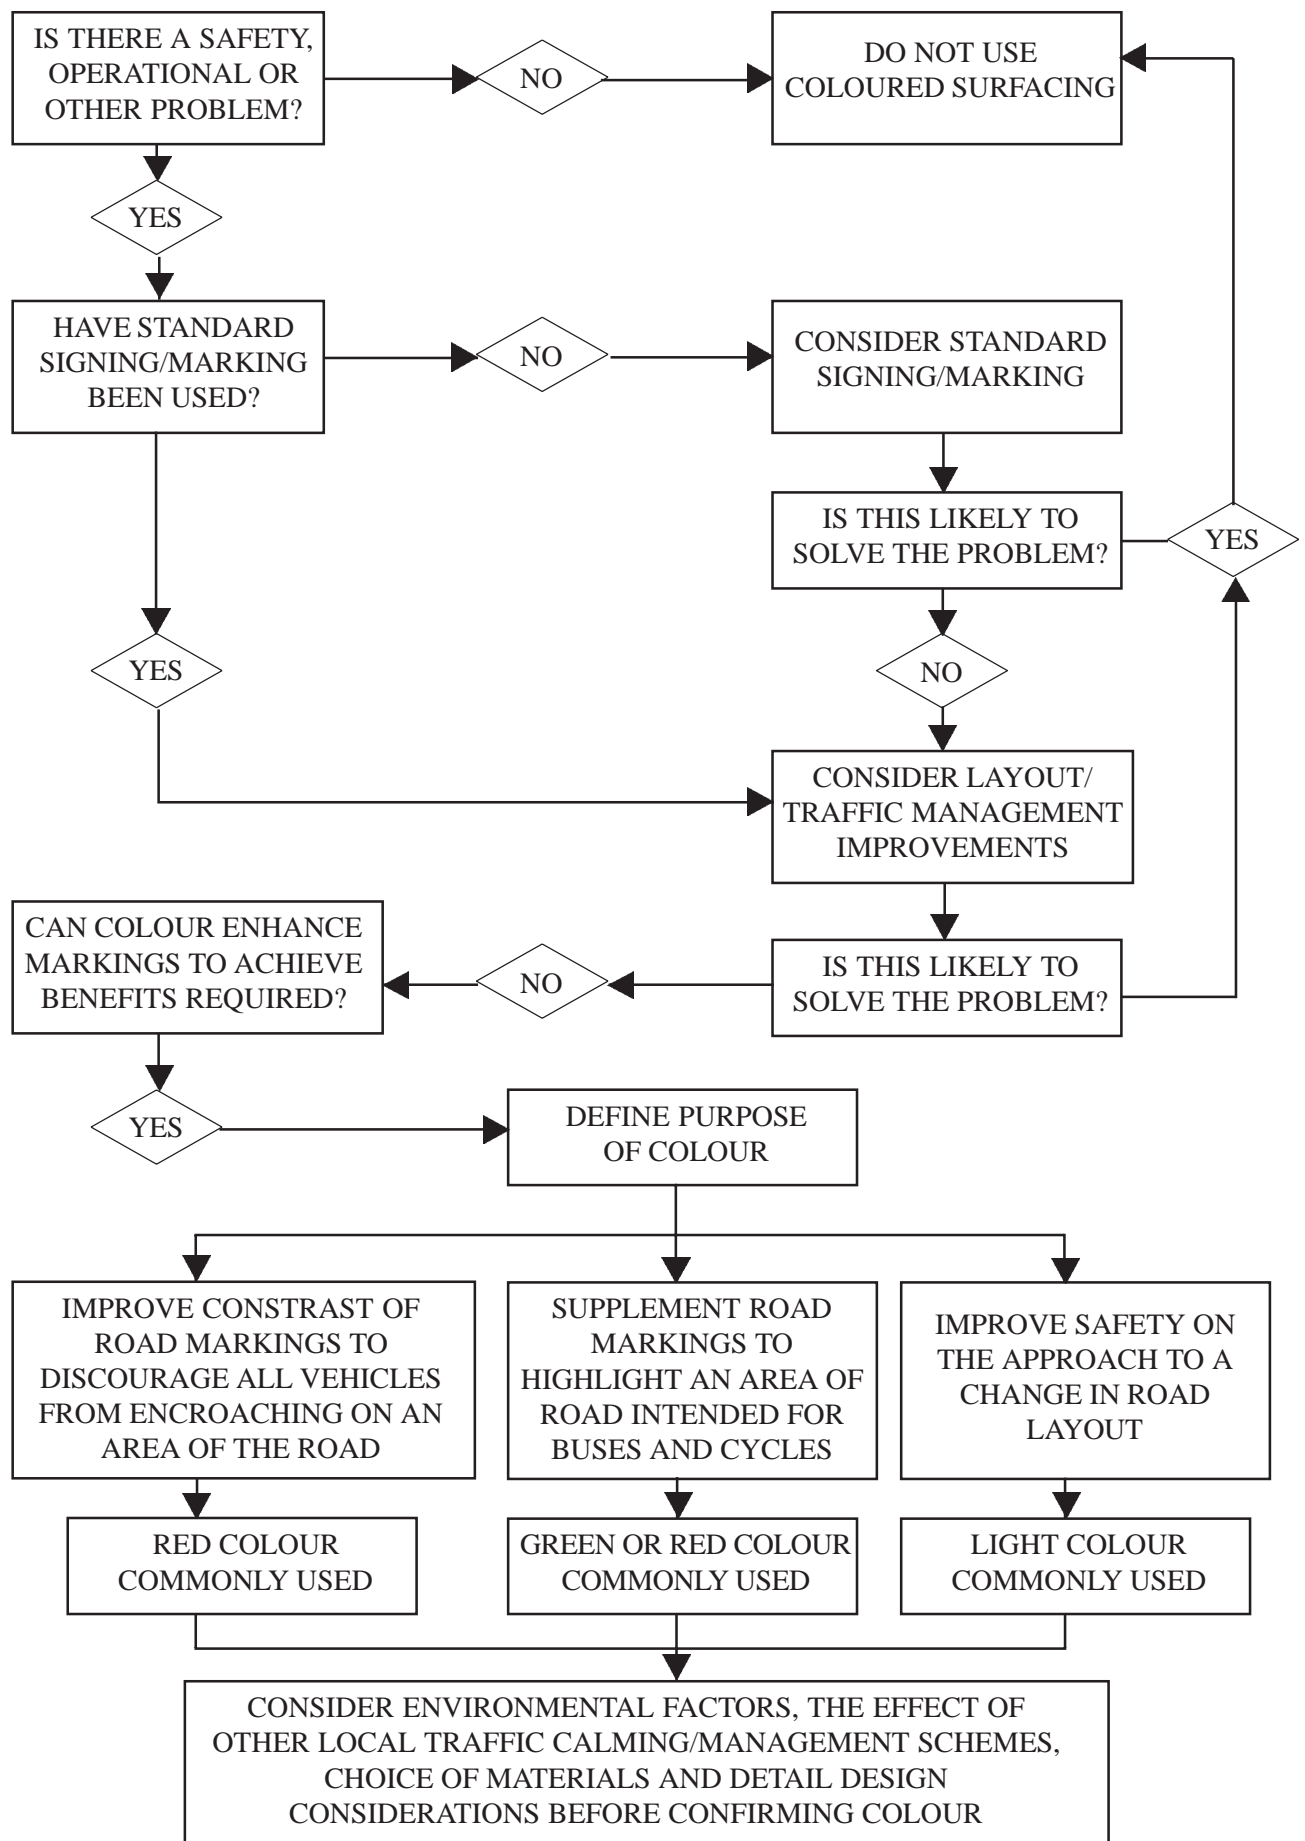 IS THERE A SAFETY,
OPERATIONAL OR
OTHER PROBLEM?
NO
DO NOT USE
COLOURED SURFACING
YES
HAVE STANDARD
SIGNING/MARKING
BEEN USED?
NO
CONSIDER STANDARD
SIGNING/MARKING
IS THIS LIKELY TO
SOLVE THE PROBLEM?
YES
YES
NO
CONSIDER LAYOUT/
TRAFFIC MANAGEMENT
IMPROVEMENTS
CAN COLOUR ENHANCE
MARKINGS TO ACHIEVE
BENEFITS REQUIRED?
NO
IS THIS LIKELY TO
SOLVE THE PROBLEM?
YES
DEFINE PURPOSE
OF COLOUR
IMPROVE CONSTRAST OF
ROAD MARKINGS TO
DISCOURAGE ALL VEHICLES
FROM ENCROACHING ON AN
AREA OF THE ROAD
SUPPLEMENT ROAD
MARKINGS TO
HIGHLIGHT AN AREA OF
ROAD INTENDED FOR
BUSES AND CYCLES
IMPROVE SAFETY ON
THE APPROACH TO A
CHANGE IN ROAD
LAYOUT
RED COLOUR
COMMONLY USED
GREEN OR RED COLOUR
COMMONLY USED
LIGHT COLOUR
COMMONLY USED
CONSIDER ENVIRONMENTAL FACTORS, THE EFFECT OF
OTHER LOCAL TRAFFIC CALMING/MANAGEMENT SCHEMES,
CHOICE OF MATERIALS AND DETAIL DESIGN
CONSIDERATIONS BEFORE CONFIRMING COLOUR